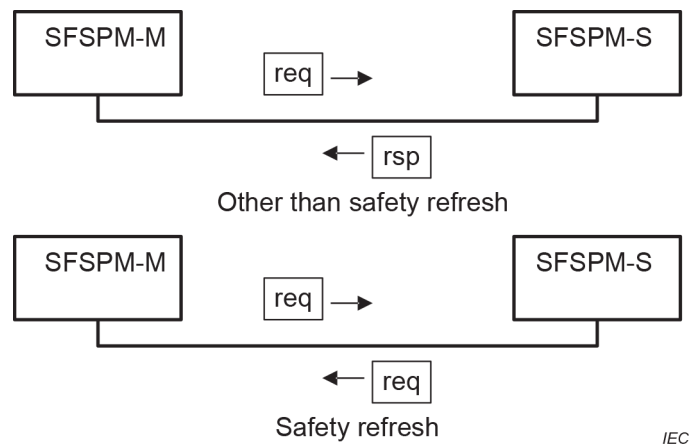 SFSPM-M
SFSPM-S
req
rsp
Other than safety refresh
SFSPM-M
SFSPM-S
req
req
Safety refresh
IEC